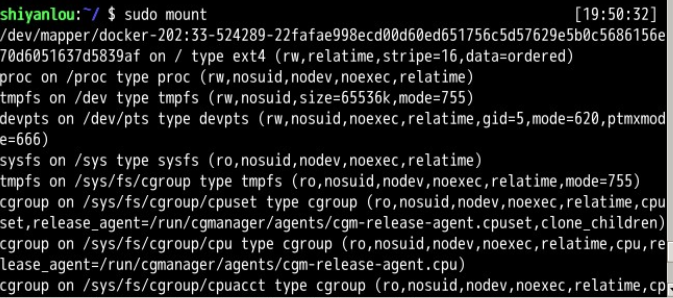 shiyanlou:~/ $ sudo mount [19:50:32]
/dev/mapper/docker-202:33-524289-22fafae998ecd00d60ed651756c5d57629e5b0c5686156e
70d6051637d5839af on / type ext4 (rw,relatime,stripe=16,data=ordered)
proc on /proc type proc (rw,nosuid,nodev,noexec,relatime)
tmpfs on /dev type tmpfs (rw,nosuid,size=65536k,mode=755)
devpts on /dev/pts type devpts (rw,nosuid,noexec,relatime,gid=5,mode=620,ptmxmod
e=666)
sysfs on /sys type sysfs (ro,nosuid,nodev,noexec,relatime)
tmpfs on /sys/fs/cgroup type tmpfs (ro,nosuid,nodev,noexec,relatime,mode=755)
cgroup on /sys/fs/cgroup/cpuset type cgroup (ro,nosuid,nodev,noexec,relatime,cpu
set,release_agent=/run/cgmanager/agents/cgm-release-agent.cpuset,clone_children)
cgroup on /sys/fs/cgroup/cpu type cgroup (ro,nosuid,nodev,noexec,relatime,cpu,re
lease_agent=/run/cgmanager/agents/cgm-release-agent.cpu)
cgroup on /sys/fs/cgroup/cpuacct type cgroup (ro,nosuid,nodev,noexec,relatime,cp